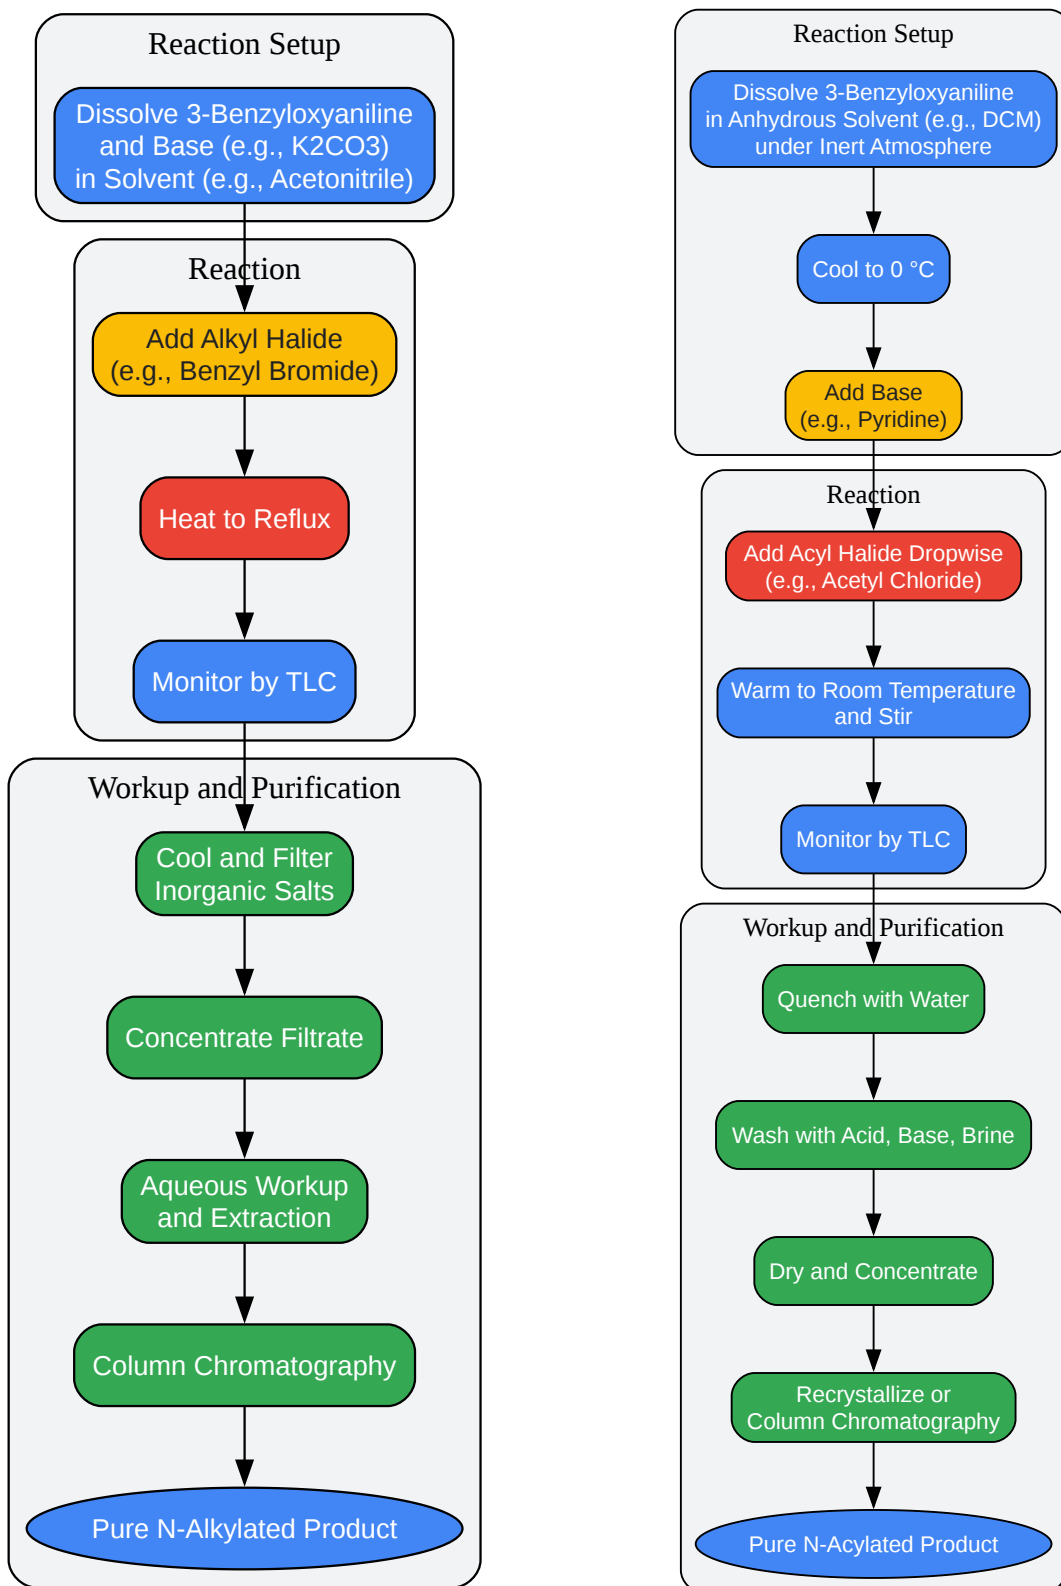 Reaction Setup
Dissolve 3-Benzyloxyaniline
and Base (e.g., K2CO3)
in Solvent (e.g., Acetonitrile)
Reaction
Add Alkyl Halide
(e.g., Benzyl Bromide)
Heat to Reflux
Monitor by TLC
Workup and Purification
Cool and Filter
Inorganic Salts
Concentrate Filtrate
Aqueous Workup
and Extraction
Column Chromatography
Pure N-Alkylated Product
Reaction Setup
Dissolve 3-Benzyloxyaniline
in Anhydrous Solvent (e.g., DCM)
under Inert Atmosphere
Cool to 0 °C
Add Base
(e.g., Pyridine)
Reaction
Add Acyl Halide Dropwise
(e.g., Acetyl Chloride)
Warm to Room Temperature
and Stir
Monitor by TLC
Workup and Purification
Quench with Water
Wash with Acid, Base, Brine
Dry and Concentrate
Recrystallize or
Column Chromatography
Pure N-Acylated Product